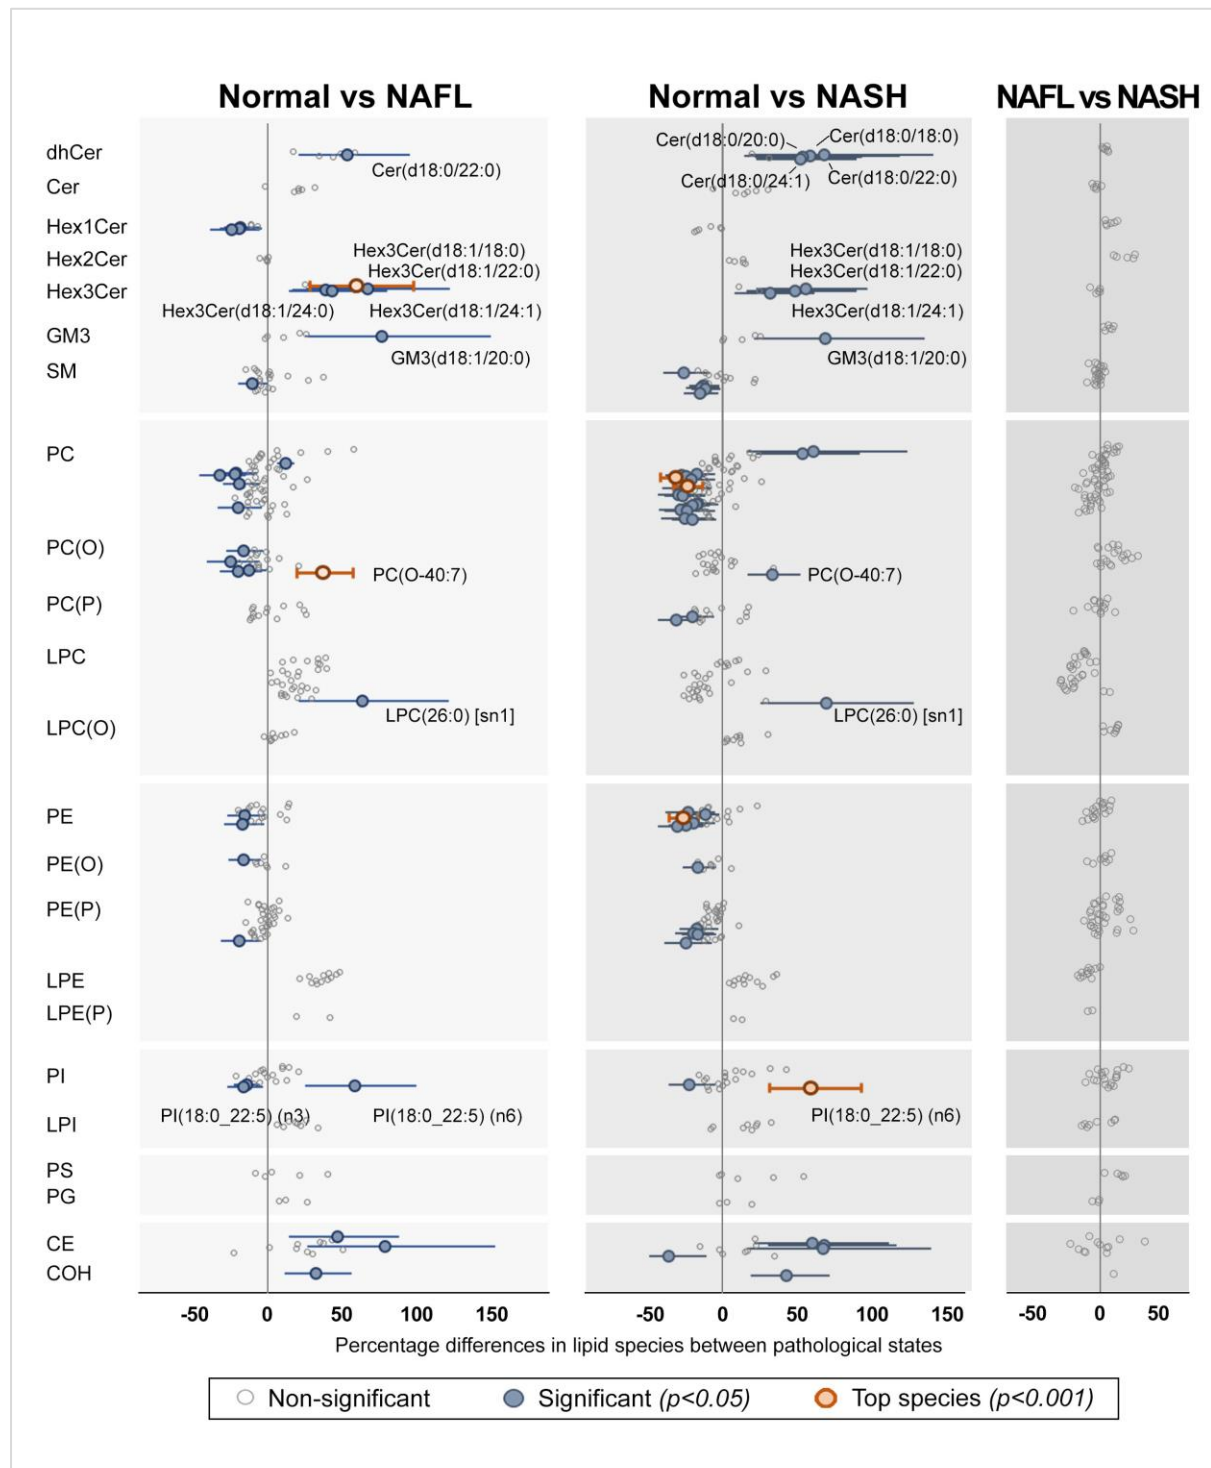 Normal vs NAFL
Normal vs NASH
NAFL vs NASH
dhCer
Cer
Hex1Cer
Hex2Cer
Hex3Cer
GM3
SM
PC
PC(O)
PC(P)
LPC
LPC(O)
PE
PE(O)
PE(P)
LPE
LPE(P)
PI
LPI
PS
PG
CE
COH
Cer(d18:0/22:0)
Hex3Cer(d18:1/18:0)
Hex3Cer(d18:1/22:0)
Hex3Cer(d18:1/24:0)
Hex3Cer(d18:1/24:1)
GM3(d18:1/20:0)
PC(O-40:7)
LPC(26:0) [sn1]
PI(18:0_22:5) (n3)
PI(18:0_22:5) (n6)
Cer(d18:0/20:0)
Cer(d18:0/18:0)
Cer(d18:0/24:1)
Cer(d18:0/22:0)
Hex3Cer(d18:1/18:0)
Hex3Cer(d18:1/22:0)
Hex3Cer(d18:1/24:1)
GM3(d18:1/20:0)
PC(O-40:7)
LPC(26:0) [sn1]
PI(18:0_22:5) (n6)
-50 0 50 100 150
-50 0 50 100 150
-50 0 50
Percentage differences in lipid species between pathological states
Non-significant
Significant (p<0.05)
Top species (p<0.001)